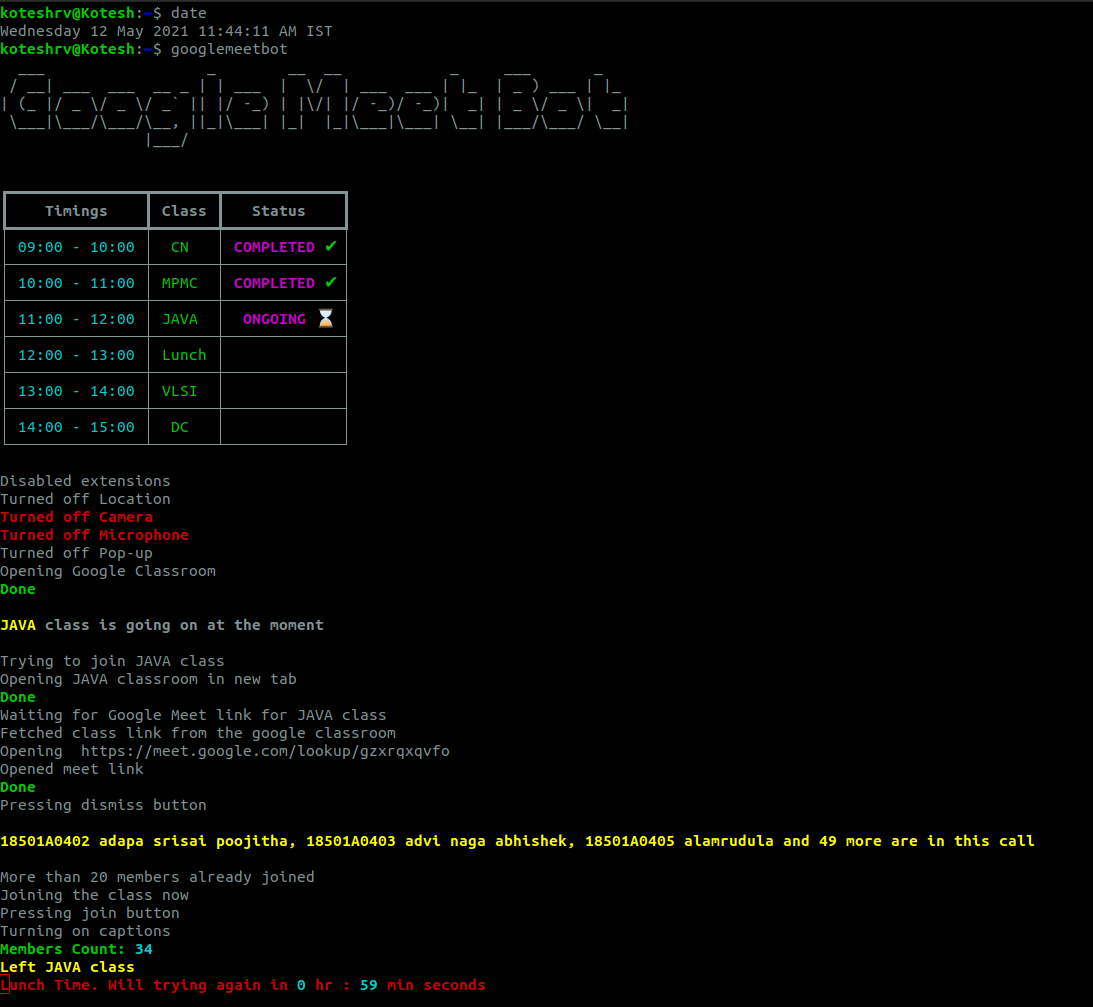 koteshrv@Kotesh:~$ date
Wednesday 12 May 2021 11:44:11 AM IST
koteshrv@Kotesh:~$ googlemeetbot
Google Meet Bot
Timings Class Status
09:00 - 10:00 CN COMPLETED ✔
10:00 - 11:00 MPMC COMPLETED ✔
11:00 - 12:00 JAVA ONGOING ⌛
12:00 - 13:00 Lunch
13:00 - 14:00 VLSI
14:00 - 15:00 DC
Disabled extensions
Turned off Location
Turned off Camera
Turned off Microphone
Turned off Pop-up
Opening Google Classroom
Done
JAVA class is going on at the moment
Trying to join JAVA class
Opening JAVA classroom in new tab
Done
Waiting for Google Meet link for JAVA class
Fetched class link from the google classroom
Opening  https://meet.google.com/lookup/gzxrqxqvfo
Opened meet link
Done
Pressing dismiss button
18501A0402 adapa srisai poojitha, 18501A0403 advi naga abhishek, 18501A0405 alamrudula and 49 more are in this call
More than 20 members already joined
Joining the class now
Pressing join button
Turning on captions
Members Count: 34
Left JAVA class
Lunch Time. Will trying again in 0 hr : 59 min seconds